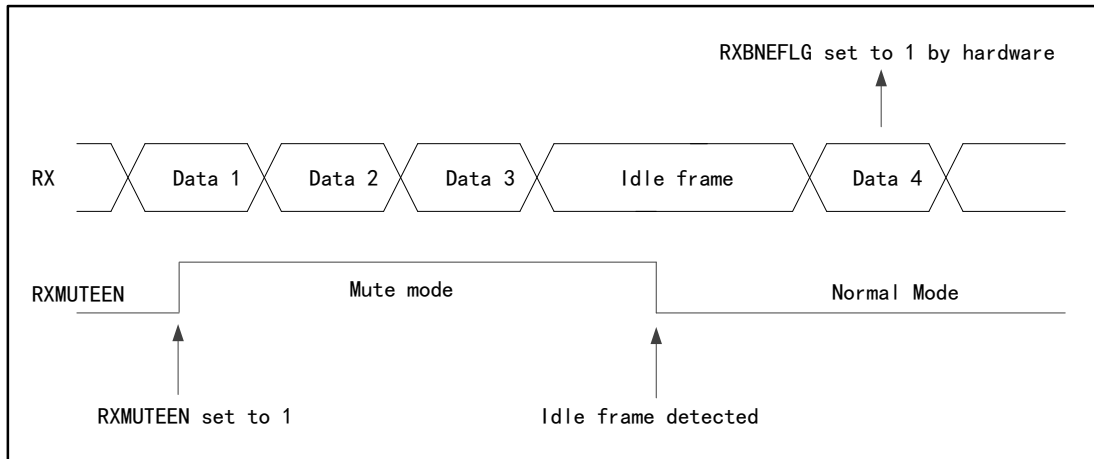 RXBNEFLG set to 1 by hardware
RX Data 1 Data 2 Data 3 Idle frame Data 4
RXMUTEEN Mute mode Normal Mode
RXMUTEEN set to 1 Idle frame detected